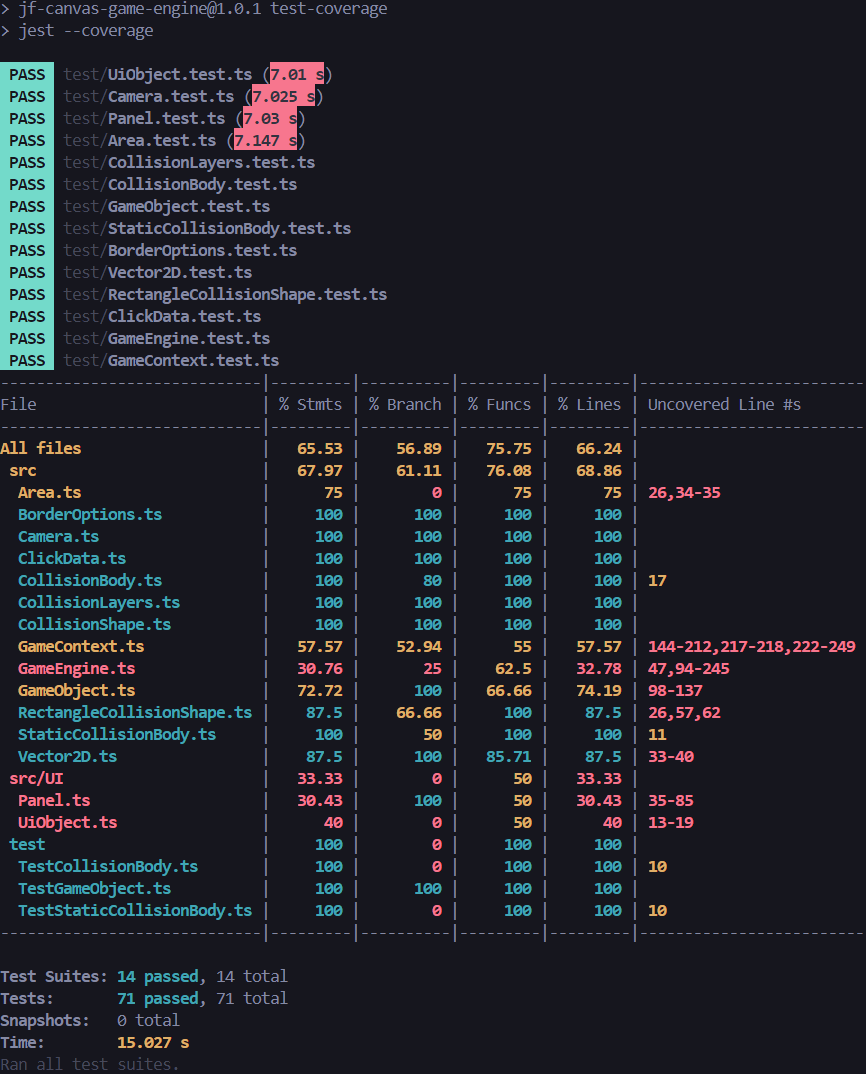 > jf-canvas-game-engine@1.0.1 test-coverage
> jest --coverage
PASS test/UiObject.test.ts (7.01 s)
PASS test/Camera.test.ts (7.025 s)
PASS test/Panel.test.ts (7.03 s)
PASS test/Area.test.ts (7.147 s)
PASS test/CollisionLayers.test.ts
PASS test/CollisionBody.test.ts
PASS test/GameObject.test.ts
PASS test/StaticCollisionBody.test.ts
PASS test/BorderOptions.test.ts
PASS test/Vector2D.test.ts
PASS test/RectangleCollisionShape.test.ts
PASS test/ClickData.test.ts
PASS test/GameEngine.test.ts
PASS test/GameContext.test.ts
-----------------------------|---------|----------|---------|---------|-------------------------
File | % Stmts | % Branch | % Funcs | % Lines | Uncovered Line #s
-----------------------------|---------|----------|---------|---------|-------------------------
All files | 65.53 | 56.89 | 75.75 | 66.24 |
src | 67.97 | 61.11 | 76.08 | 68.86 |
Area.ts | 75 | 0 | 75 | 75 | 26,34-35
BorderOptions.ts | 100 | 100 | 100 | 100 |
Camera.ts | 100 | 100 | 100 | 100 |
ClickData.ts | 100 | 100 | 100 | 100 |
CollisionBody.ts | 100 | 80 | 100 | 100 | 17
CollisionLayers.ts | 100 | 100 | 100 | 100 |
CollisionShape.ts | 100 | 100 | 100 | 100 |
GameContext.ts | 57.57 | 52.94 | 55 | 57.57 | 144-212,217-218,222-249
GameEngine.ts | 30.76 | 25 | 62.5 | 32.78 | 47,94-245
GameObject.ts | 72.72 | 100 | 66.66 | 74.19 | 98-137
RectangleCollisionShape.ts | 87.5 | 66.66 | 100 | 87.5 | 26,57,62
StaticCollisionBody.ts | 100 | 50 | 100 | 100 | 11
Vector2D.ts | 87.5 | 100 | 85.71 | 87.5 | 33-40
src/UI | 33.33 | 0 | 50 | 33.33 |
Panel.ts | 30.43 | 100 | 50 | 30.43 | 35-85
UiObject.ts | 40 | 0 | 50 | 40 | 13-19
test | 100 | 0 | 100 | 100 |
TestCollisionBody.ts | 100 | 0 | 100 | 100 | 10
TestGameObject.ts | 100 | 100 | 100 | 100 |
TestStaticCollisionBody.ts | 100 | 0 | 100 | 100 | 10
-----------------------------|---------|----------|---------|---------|-------------------------
Test Suites: 14 passed, 14 total
Tests: 71 passed, 71 total
Snapshots: 0 total
Time: 15.027 s
Ran all test suites.